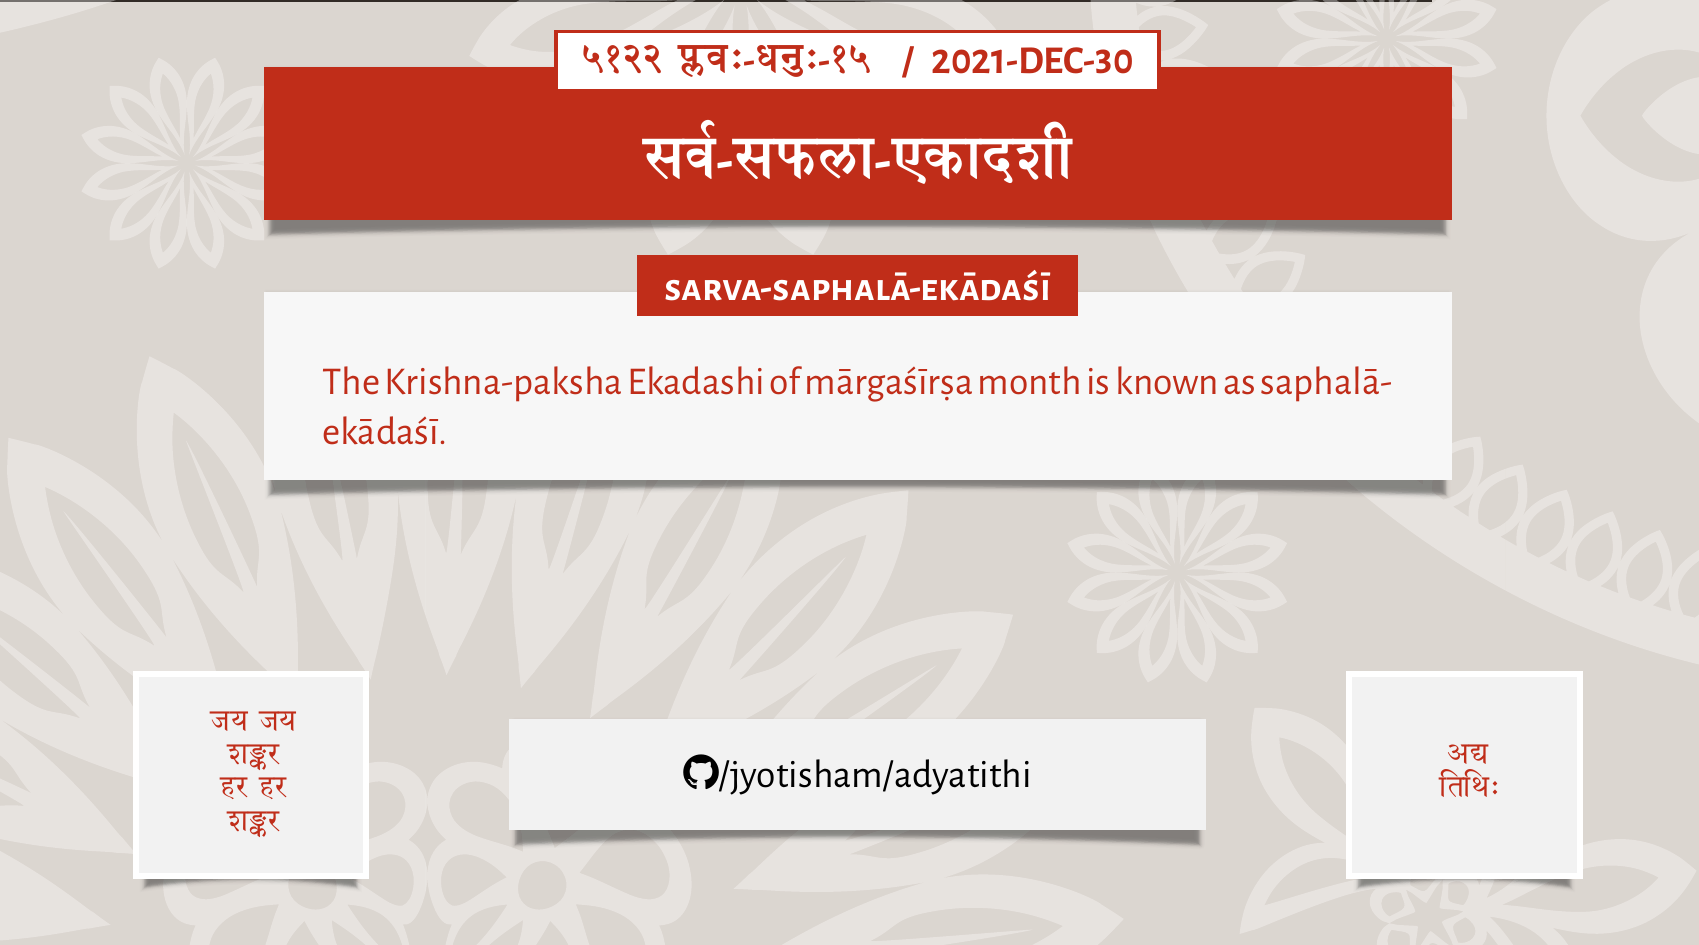 ५१२२ प्लवः-धनुः-१५ / 2021-DEC-30
सर्व-सफला-एकादशी
SARVA-SAPHALĀ-EKĀDAŚĪ
The Krishna-paksha Ekadashi of mārgaśīrṣa month is known as saphalā-
ekādaśī.
जय जय
शङ्कर
हर हर
शङ्कर
/jyotisham/adyatithi
अद्य
तिथिः